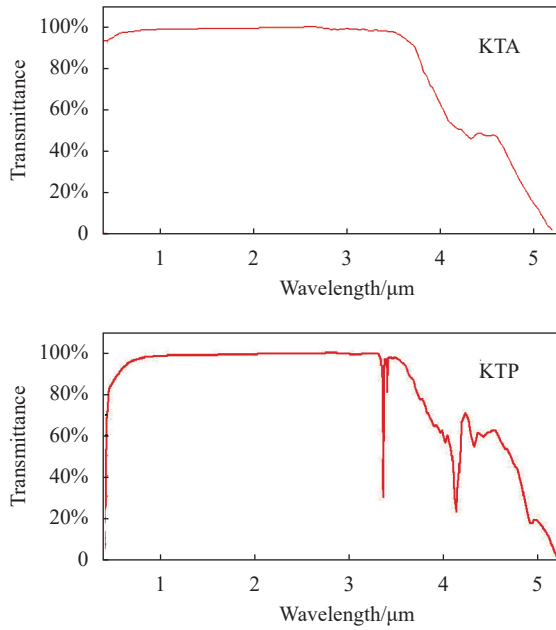 100%
KTA
80%
60%
40%
20%
0
Transmittance
1 2 3 4 5
Wavelength/μm
100%
KTP
80%
60%
40%
20%
0
Transmittance
1 2 3 4 5
Wavelength/μm